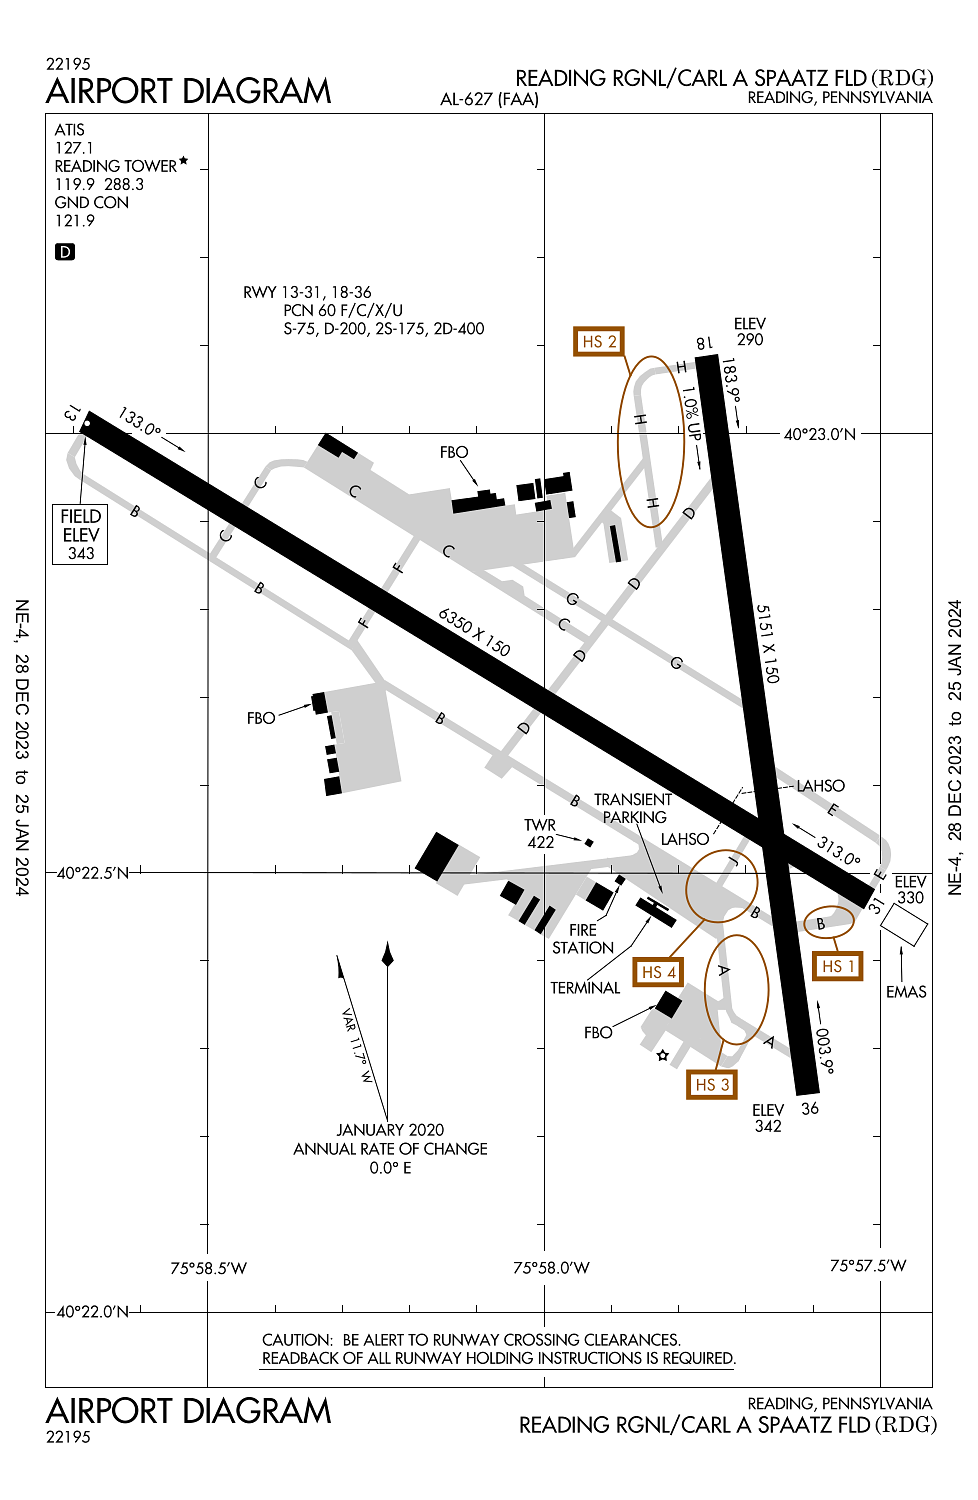 22195
AIRPORT DIAGRAM
AL-627 (FAA)
READING RGNL/CARL A SPAATZ FLD (RDG)
READING, PENNSYLVANIA
ATIS
127.1
READING TOWER★
119.9 288.3
GND CON
121.9
D
RWY 13-31, 18-36
PCN 60 F/C/X/U
S-75, D-200, 2S-175, 2D-400
HS 2
ELEV
290
18
183.9°
1.0% UP
H
H
H
13
133.0°
40°23.0'N
FBO
FIELD
ELEV
343
B
C
C
C
C
F
F
B
D
D
G
C
D
G
6350 X 150
5151 X 150
FBO
B
D
B
TRANSIENT
PARKING
LAHSO
LAHSO
E
TWR
422
313.0°
40°22.5'N
J
E
ELEV
330
31
B
B
FIRE
STATION
HS 4
HS 1
A
TERMINAL
EMAS
FBO
A
003.9°
HS 3
VAR 11.7° W
36
ELEV
342
JANUARY 2020
ANNUAL RATE OF CHANGE
0.0° E
75°58.5'W
75°58.0'W
75°57.5'W
40°22.0'N
CAUTION: BE ALERT TO RUNWAY CROSSING CLEARANCES.
READBACK OF ALL RUNWAY HOLDING INSTRUCTIONS IS REQUIRED.
NE-4, 28 DEC 2023 to 25 JAN 2024
NE-4, 28 DEC 2023 to 25 JAN 2024
AIRPORT DIAGRAM
22195
READING, PENNSYLVANIA
READING RGNL/CARL A SPAATZ FLD (RDG)